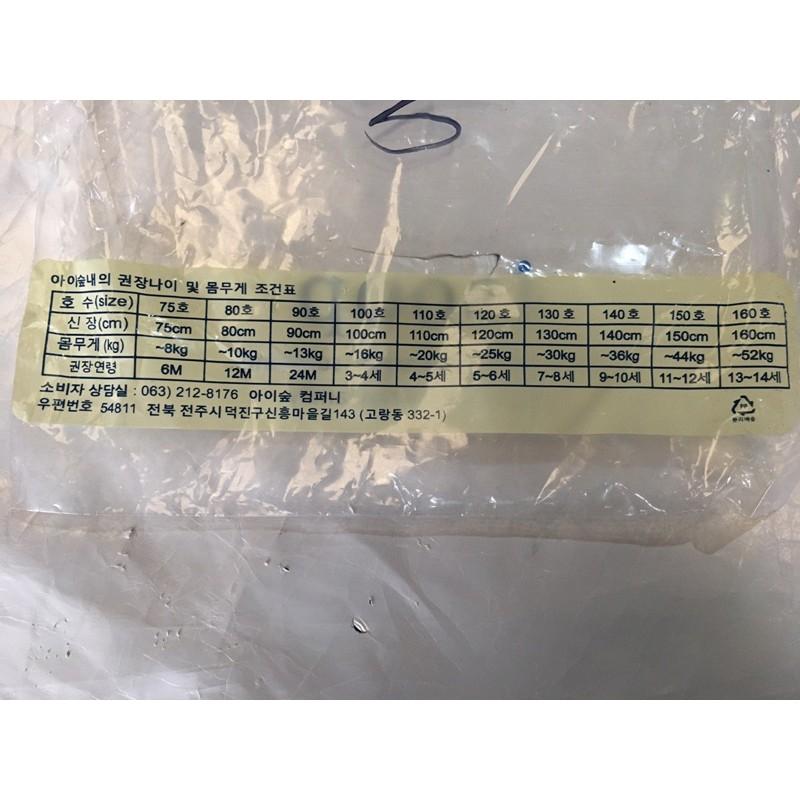 아이숲내의 권장나이 및 몸무게 조건표
호 수(size) 75호 80호 90호 100호 110호 120호 130호 140호 150호 160호
신 장(cm) 75cm 80cm 90cm 100cm 110cm 120cm 130cm 140cm 150cm 160cm
몸무게(kg) ~8kg ~10kg ~13kg ~16kg ~20kg ~25kg ~30kg ~36kg ~44kg ~52kg
권장연령 6M 12M 24M 3~4세 4~5세 5~6세 7~8세 9~10세 11~12세 13~14세
소비자 상담실 : 063) 212-8176 아이숲 컴퍼니
우편번호 54811 전북 전주시 덕진구신흥마을길143 (고랑동 332-1)
PP
분리배출